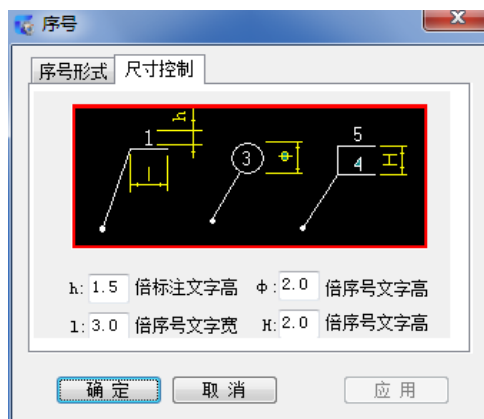 序号
序号形式 尺寸控制
h
1
l
3
ϕ
5
4
H
h: 1.5 倍标注文字高 ϕ: 2.0 倍序号文字高
l: 3.0 倍序号文字宽 H: 2.0 倍序号文字高
确定 取消 应用